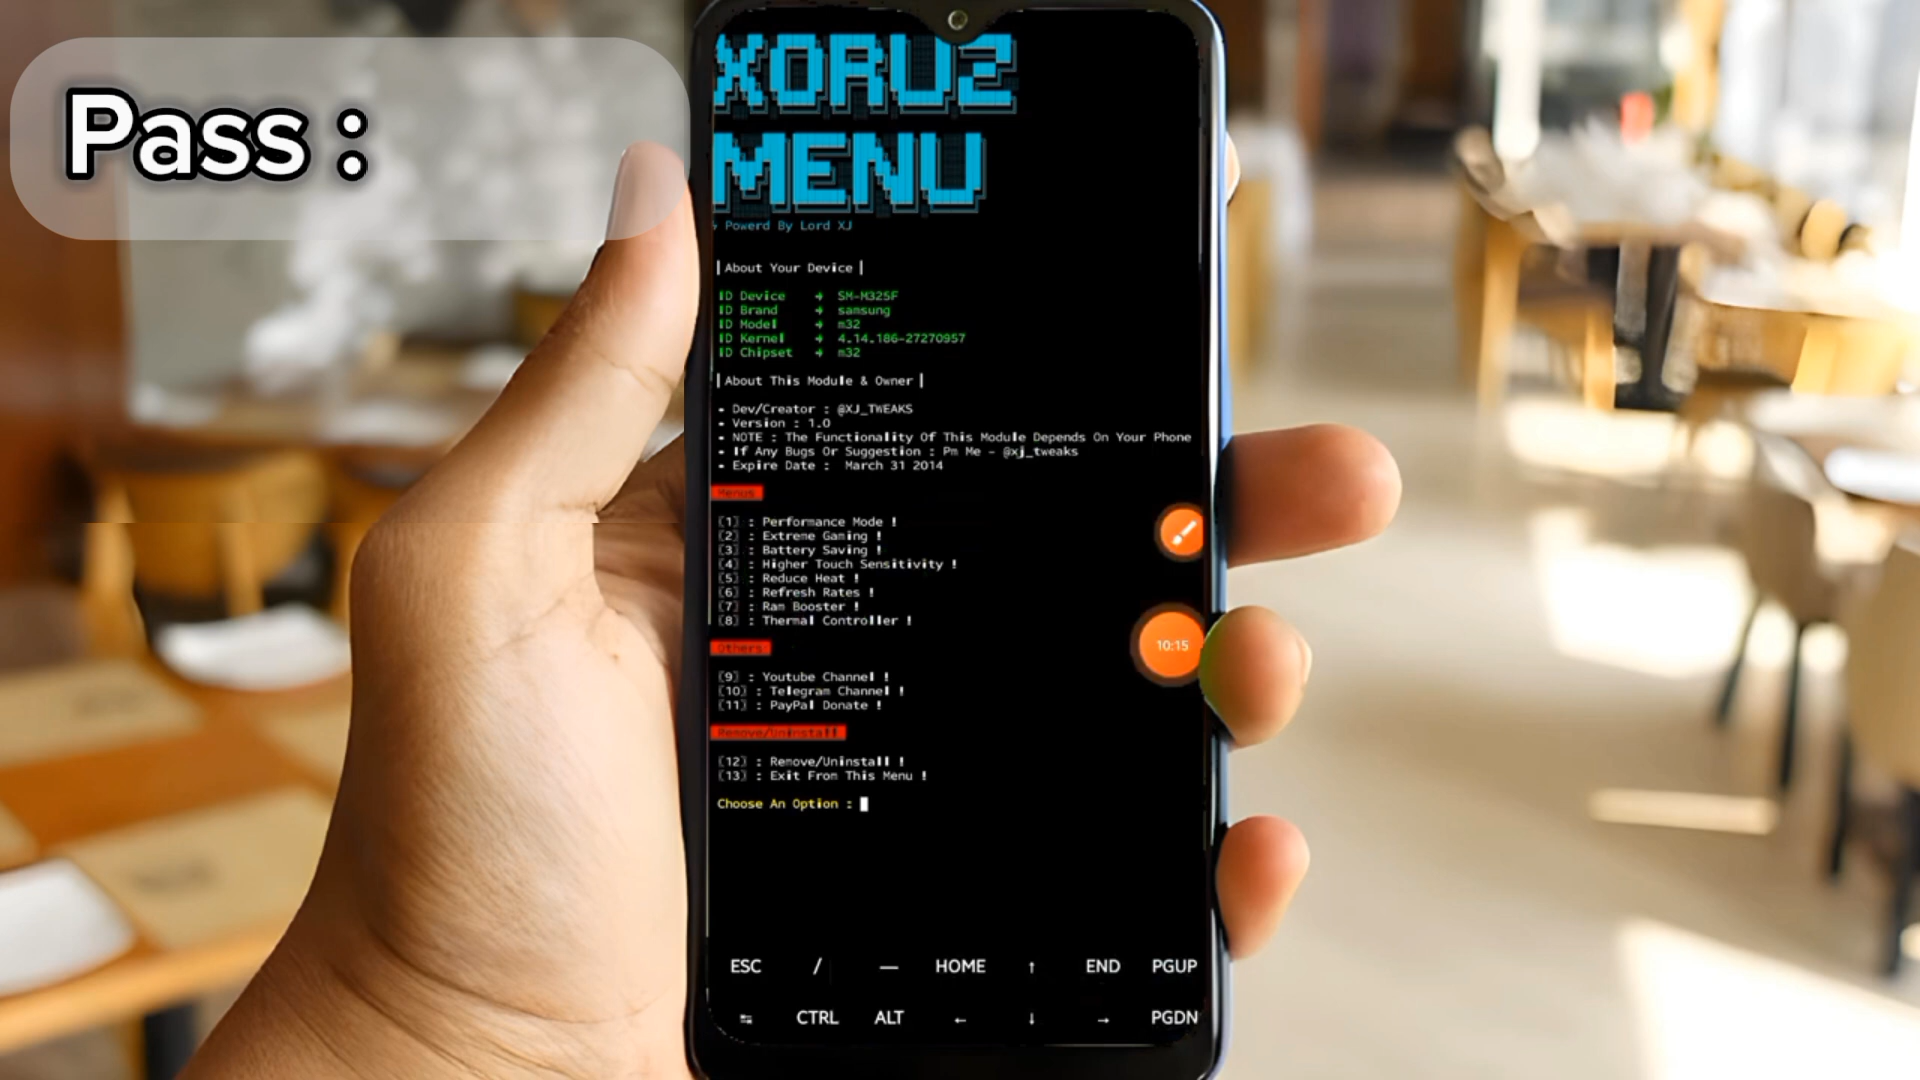 Pass :
XORUZ
MENU
Powerd By Lord XJ
|About Your Device|
ID Device → SM-M325F
ID Brand → samsung
ID Model → m32
ID Kernel → 4.14.186-27270957
ID Chipset → m32
|About This Module & Owner|
• Dev/Creator : @XJ_TWEAKS
• Version : 1.0
• NOTE : The Functionality Of This Module Depends On Your Phone
• If Any Bugs Or Suggestion : Pm Me - @xj_tweaks
• Expire Date : March 31 2014
Menus
[1] : Performance Mode !
[2] : Extreme Gaming !
[3] : Battery Saving !
[4] : Higher Touch Sensitivity !
[5] : Reduce Heat !
[6] : Refresh Rates !
[7] : Ram Booster !
[8] : Thermal Controller !
10:15
Others
[9] : Youtube Channel !
[10] : Telegram Channel !
[11] : PayPal Donate !
Remove/Uninstall
[12] : Remove/Uninstall !
[13] : Exit From This Menu !
Choose An Option :
ESC / — HOME ↑ END PGUP
↹ CTRL ALT ← ↓ → PGDN